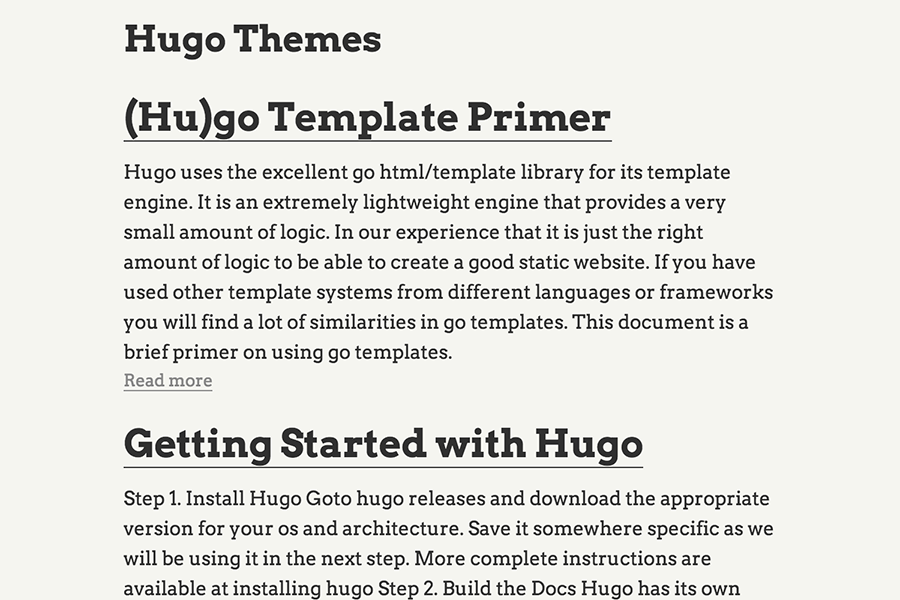 Hugo Themes
(Hu)go Template Primer
Hugo uses the excellent go html/template library for its template
engine. It is an extremely lightweight engine that provides a very
small amount of logic. In our experience that it is just the right
amount of logic to be able to create a good static website. If you have
used other template systems from different languages or frameworks
you will find a lot of similarities in go templates. This document is a
brief primer on using go templates.
Read more
Getting Started with Hugo
Step 1. Install Hugo Goto hugo releases and download the appropriate
version for your os and architecture. Save it somewhere specific as we
will be using it in the next step. More complete instructions are
available at installing hugo Step 2. Build the Docs Hugo has its own